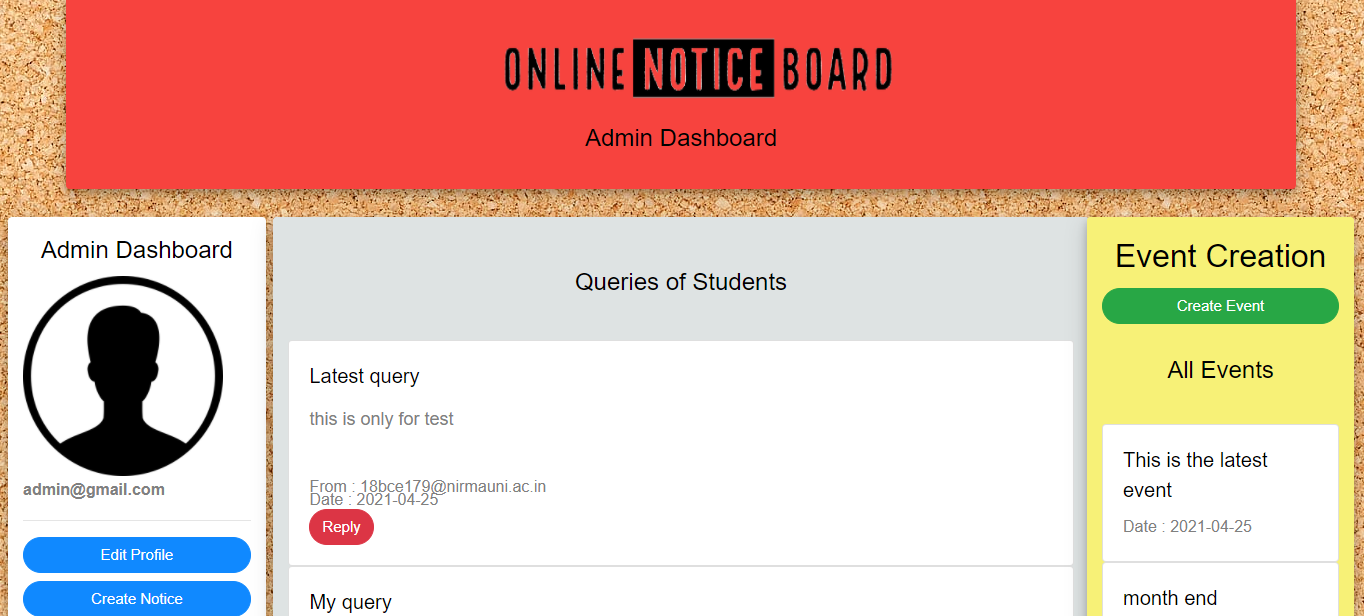 ONLINE NOTICE BOARD
Admin Dashboard
Admin Dashboard
admin@gmail.com
Edit Profile
Create Notice
Queries of Students
Latest query
this is only for test
From : 18bce179@nirmauni.ac.in
Date : 2021-04-25
Reply
My query
Event Creation
Create Event
All Events
This is the latest
event
Date : 2021-04-25
month end